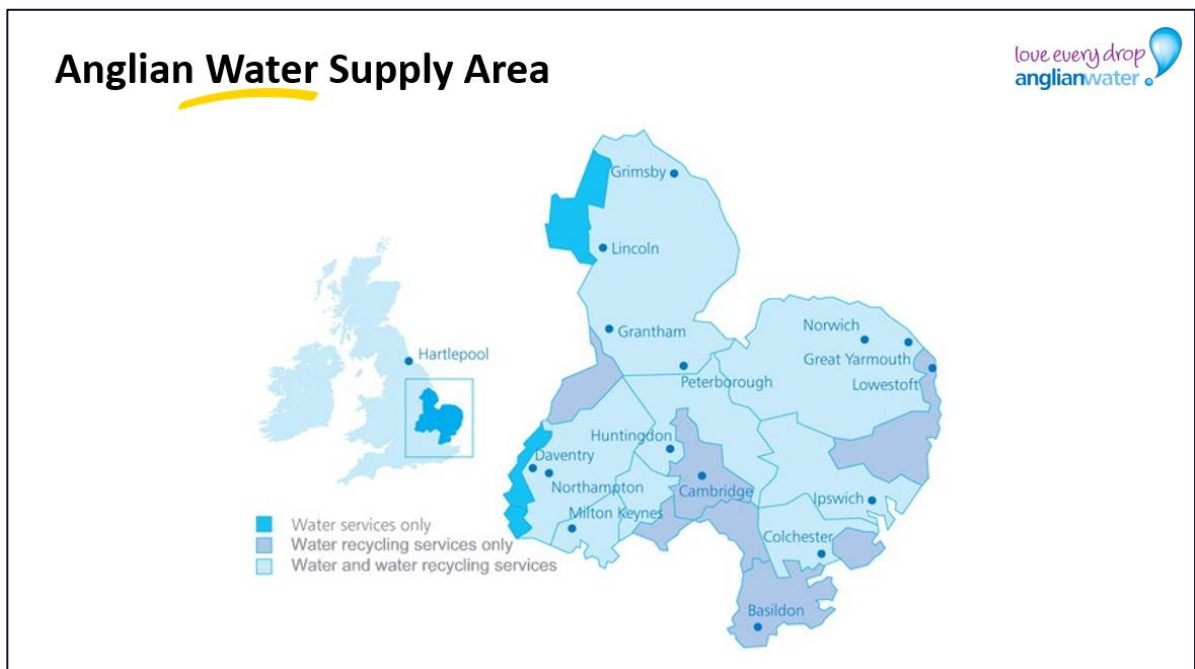 Anglian Water Supply Area
love every drop
anglianwater
Grimsby
Lincoln
Hartlepool
Grantham
Norwich
Great Yarmouth
Peterborough
Lowestoft
Huntingdon
Daventry
Northampton
Cambridge
Ipswich
Milton Keynes
Colchester
Water services only
Water recycling services only
Water and water recycling services
Basildon